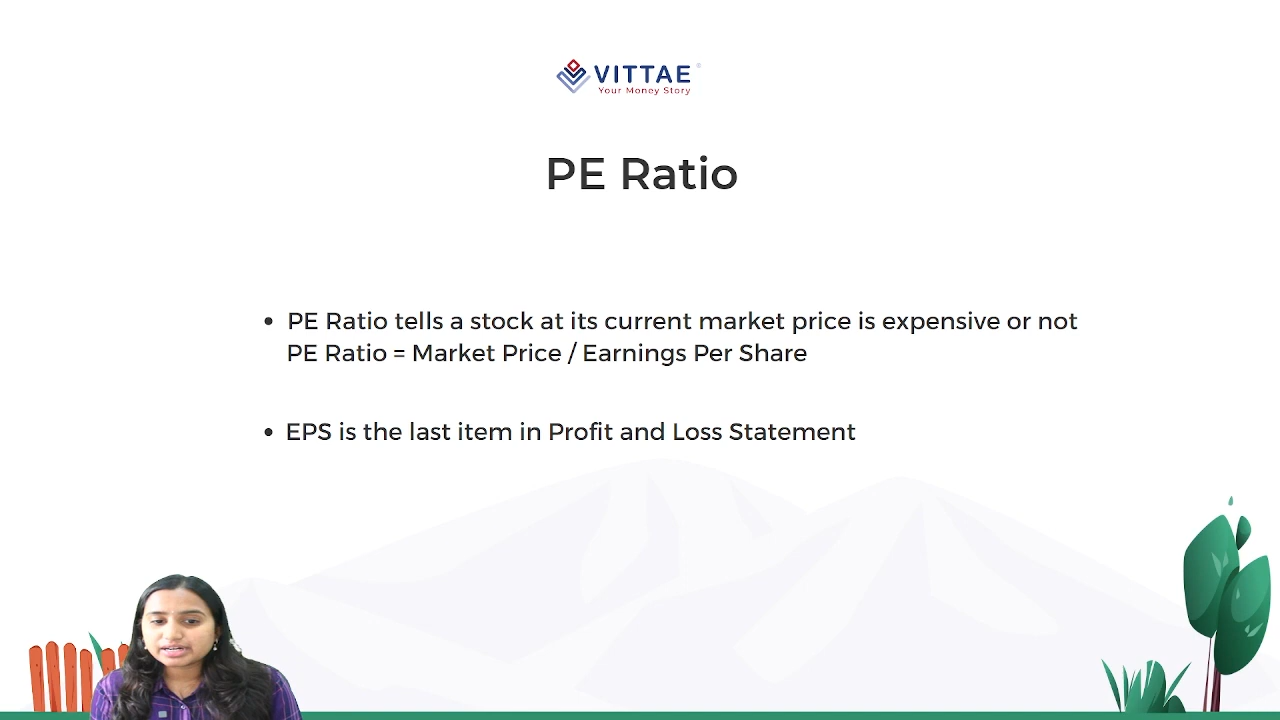 VITTAE
Your Money Story
PE Ratio
• PE Ratio tells a stock at its current market price is expensive or not
PE Ratio = Market Price / Earnings Per Share
• EPS is the last item in Profit and Loss Statement